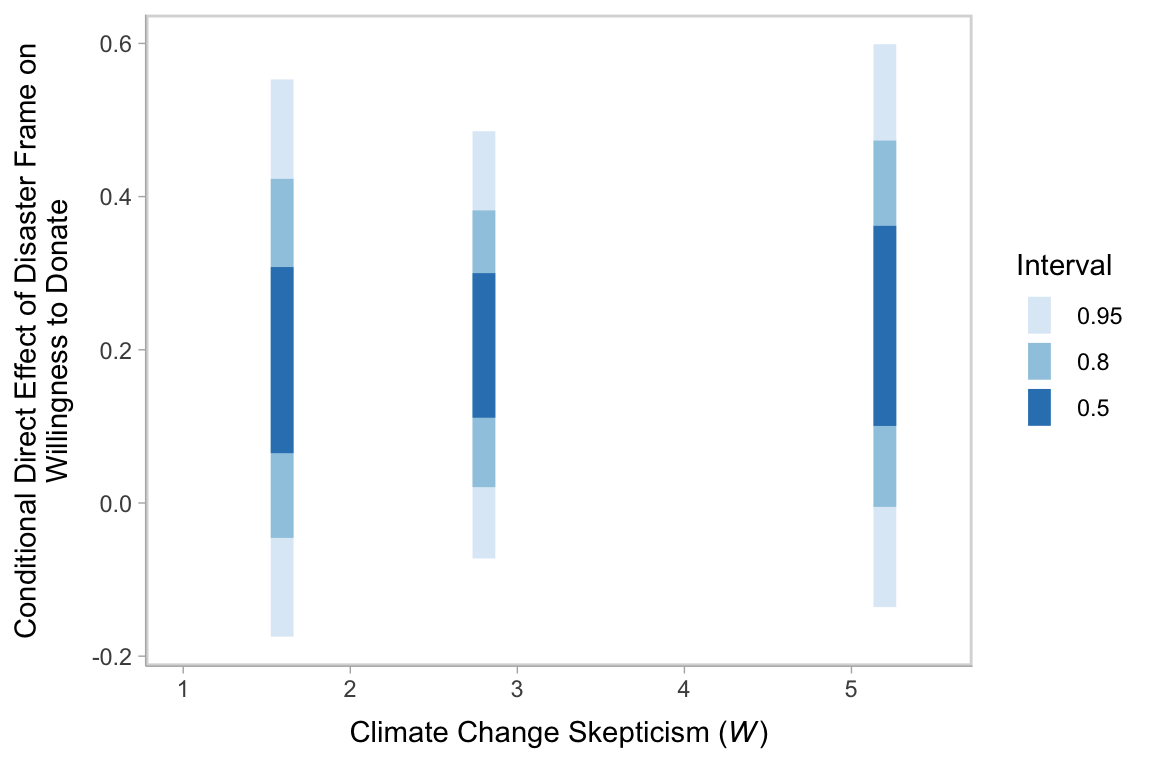 Conditional Direct Effect of Disaster Frame on
Willingness to Donate
0.6
0.4
0.2
0.0
-0.2
1 2 3 4 5
Climate Change Skepticism (W)
Interval
0.95
0.8
0.5